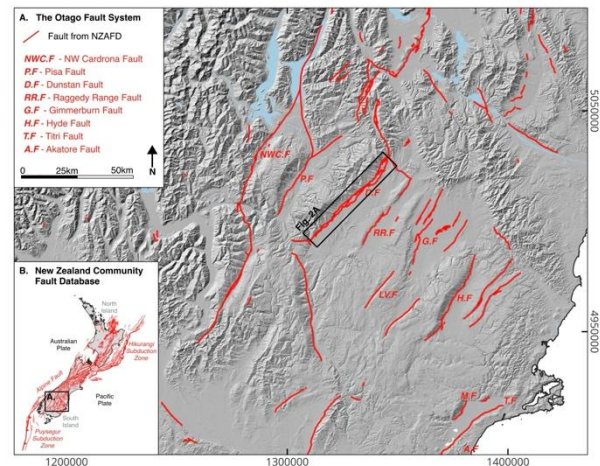 A. The Otago Fault System
Fault from NZAFD
NWC.F - NW Cardrona Fault
P.F - Pisa Fault
D.F - Dunstan Fault
RR.F - Raggedy Range Fault
G.F - Gimmerburn Fault
H.F - Hyde Fault
T.F - Titri Fault
A.F - Akatore Fault
0 25km 50km
N
NWC.F
P.F
D.F
Fig. 2A
RR.F
G.F
LV.F
H.F
M.F
T.F
A.F
5050000
4950000
B. New Zealand Community
Fault Database
North
Island
Australian
Plate
Hikurangi
Subduction
Zone
Alpine Fault
A.
Pacific
Plate
South
Island
Puysegur
Subduction
Zone
1200000
1300000
1400000